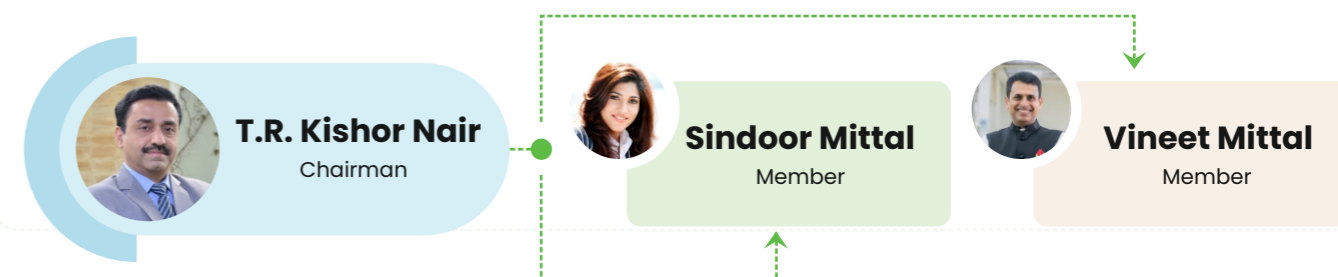 T.R. Kishor Nair
Chairman
Sindoor Mittal
Member
Vineet Mittal
Member